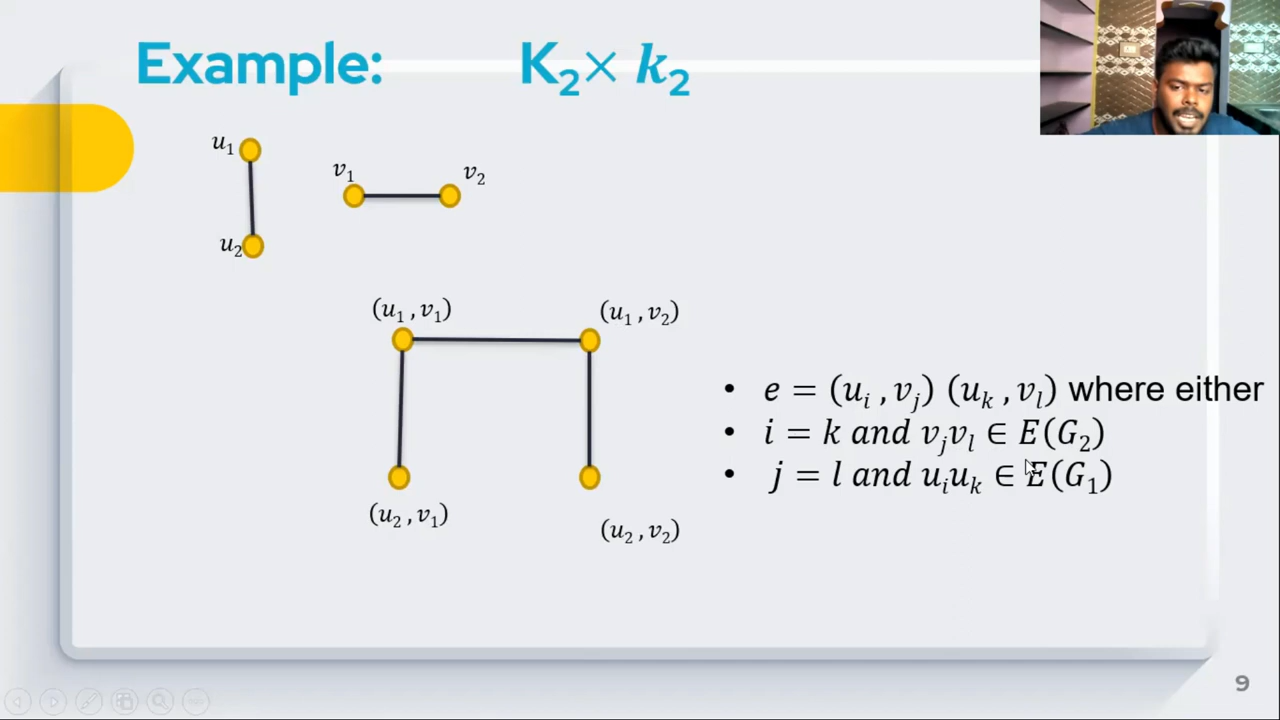 Example: K₂× k₂
u₁
v₁ v₂
u₂
(u₁ , v₁) (u₁ , v₂)
• e = (uᵢ , vⱼ) (uₖ , vₗ) where either
• i = k and vⱼvₗ ∈ E(G₂)
• j = l and uᵢuₖ ∈ E(G₁)
(u₂ , v₁) (u₂ , v₂)
9